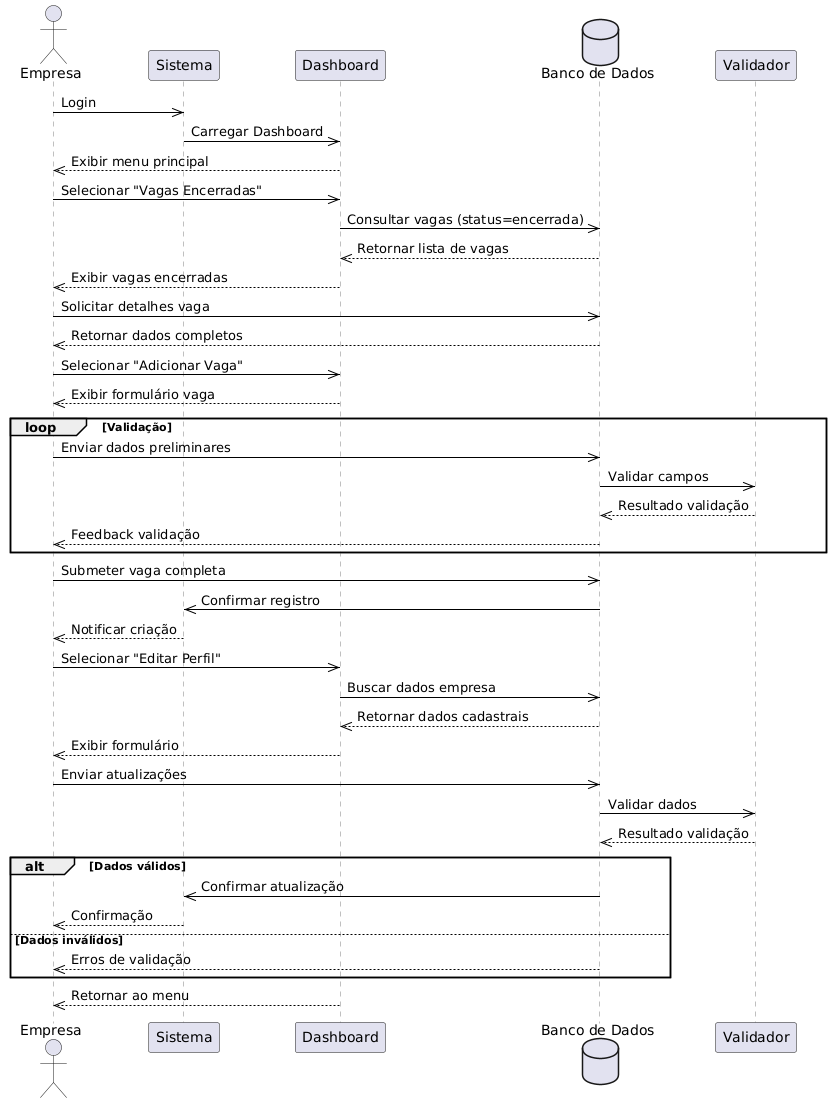 Empresa
Sistema
Dashboard
Banco de Dados
Validador
Login
Carregar Dashboard
Exibir menu principal
Selecionar "Vagas Encerradas"
Consultar vagas (status=encerrada)
Retornar lista de vagas
Exibir vagas encerradas
Solicitar detalhes vaga
Retornar dados completos
Selecionar "Adicionar Vaga"
Exibir formulário vaga
loop [Validação]
Enviar dados preliminares
Validar campos
Resultado validação
Feedback validação
Submeter vaga completa
Confirmar registro
Notificar criação
Selecionar "Editar Perfil"
Buscar dados empresa
Retornar dados cadastrais
Exibir formulário
Enviar atualizações
Validar dados
Resultado validação
alt [Dados válidos]
Confirmar atualização
Confirmação
[Dados inválidos]
Erros de validação
Retornar ao menu
Empresa
Sistema
Dashboard
Banco de Dados
Validador